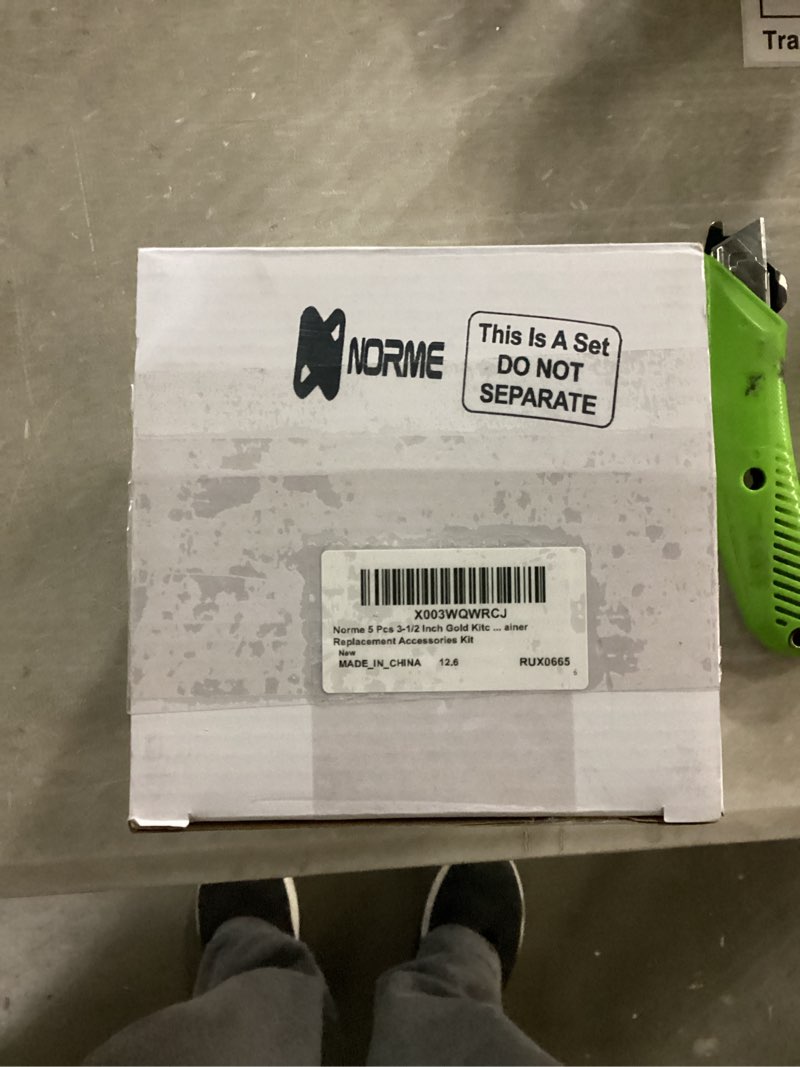 Tra
NORME
This Is A Set
DO NOT
SEPARATE
X003WQWRCJ
Norme 5 Pcs 3-1/2 Inch Gold Kitc ... ainer
Replacement Accessories Kit
New
MADE_IN_CHINA 12.6 RUX0665
6